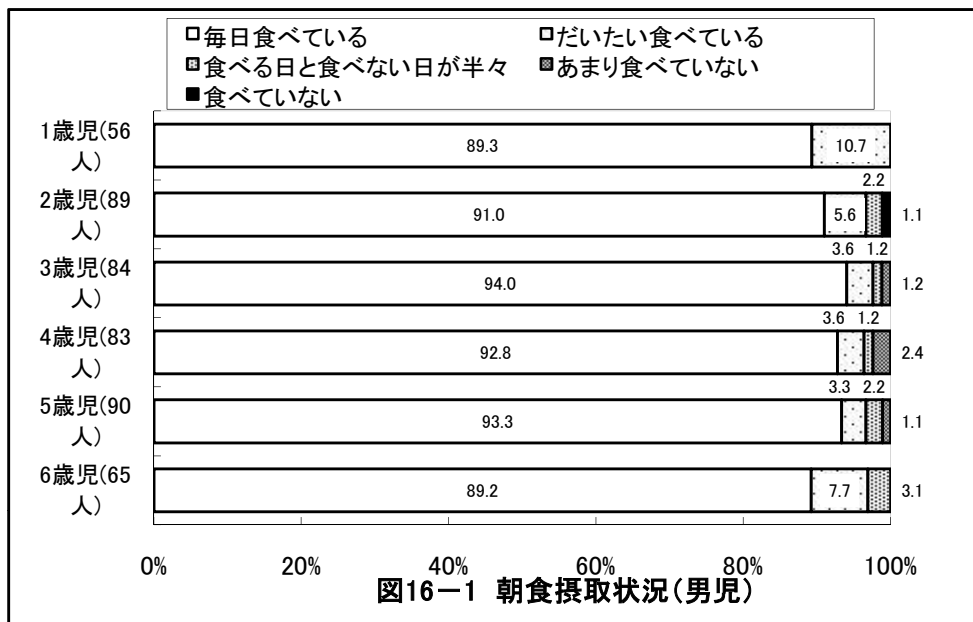 □毎日食べている □だいたい食べている
食べる日と食べない日が半々 あまり食べていない
■食べていない
1歳児(56
人)
89.3 10.7
2.2
2歳児(89
人)
91.0 5.6 1.1
3.6 1.2
3歳児(84
人)
94.0 1.2
3.6 1.2
4歳児(83
人)
92.8 2.4
3.3 2.2
5歳児(90
人)
93.3 1.1
6歳児(65
人)
89.2 7.7 3.1
0% 20% 40% 60% 80% 100%
図16－1 朝食摂取状況(男児)